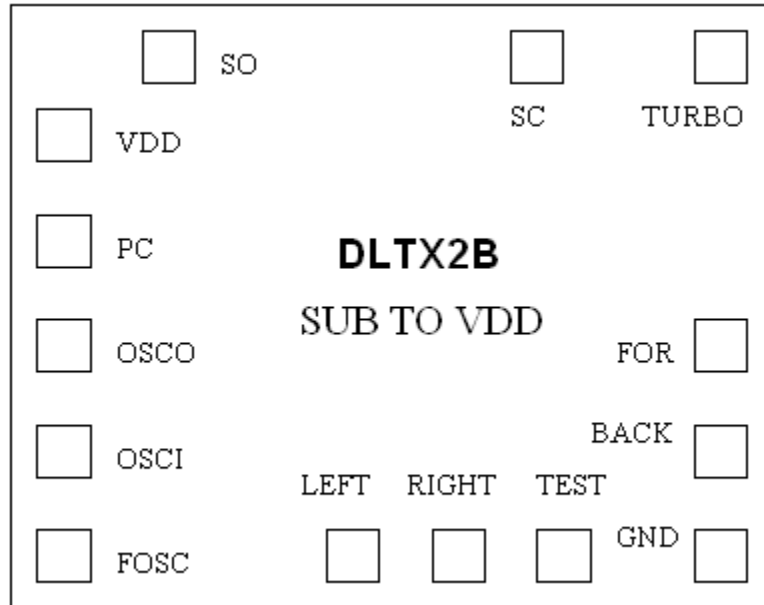 SO
SC
TURBO
VDD
PC
DLTX2B
SUB TO VDD
OSCO
FOR
BACK
OSCI
LEFT
RIGHT
TEST
GND
FOSC